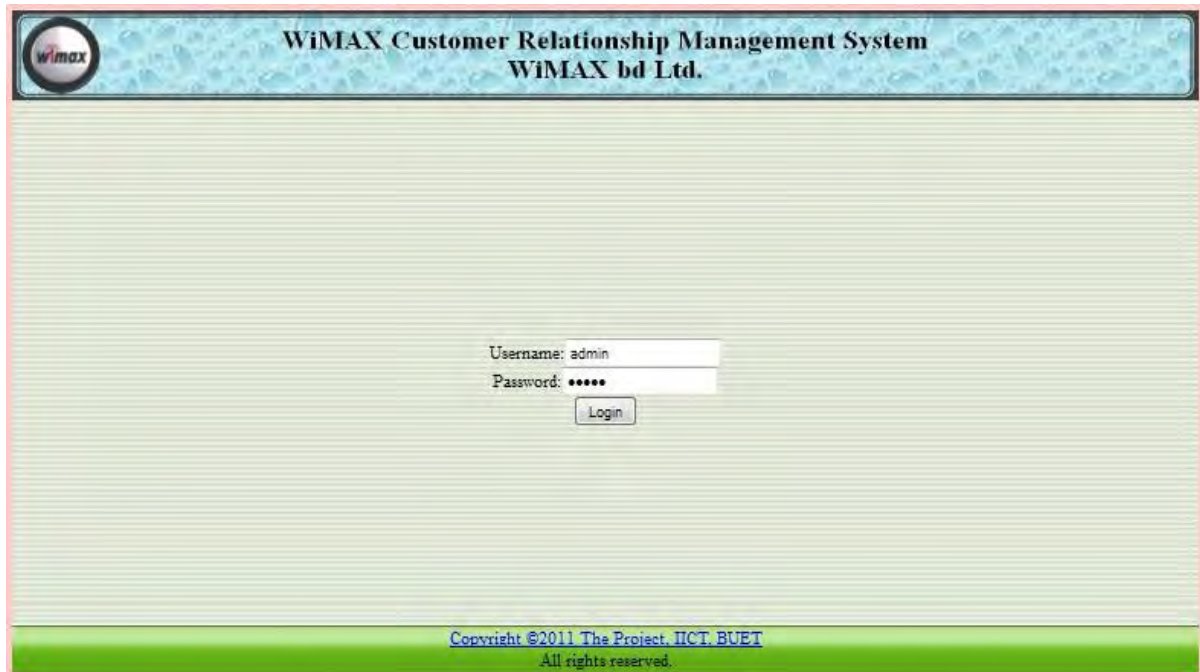 wimax
WiMAX Customer Relationship Management System
WiMAX bd Ltd.
Username: admin
Password: •••••
Login
Copyright ©2011 The Project, IICT, BUET
All rights reserved.